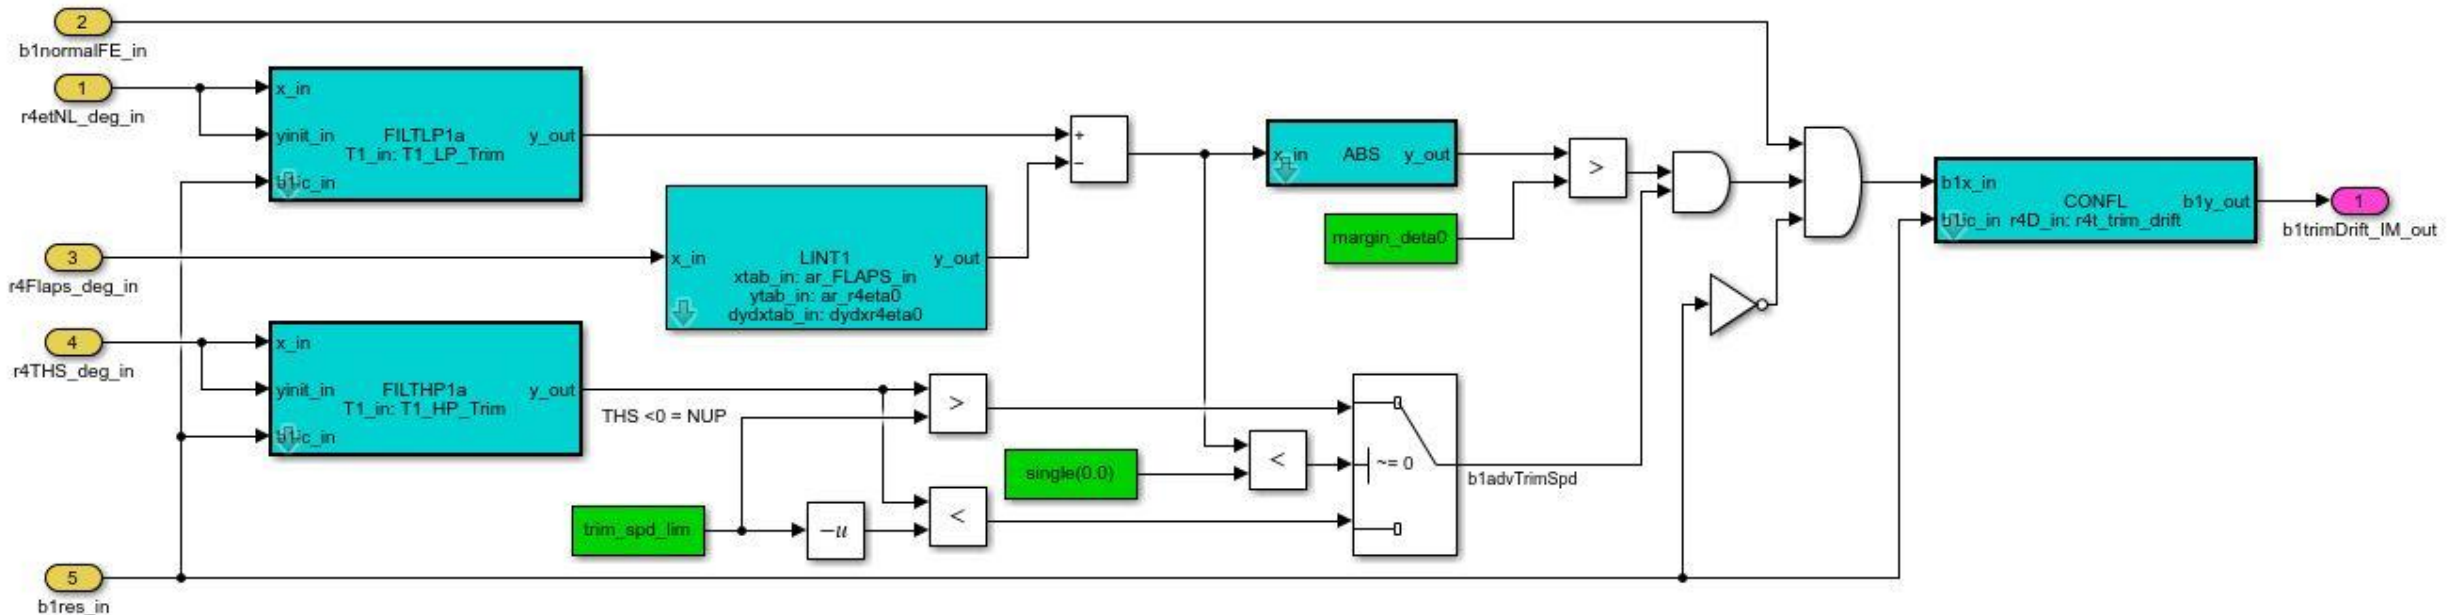 2
b1normalFE_in
1
r4etNL_deg_in
x_in
yinit_in
FILTLP1a
T1_in: T1_LP_Trim
y_out
b1ic_in
+
−
x_in
ABS
y_out
>
margin_deta0
b1x_in
CONFL
b1y_out
b1ic_in
r4D_in: r4t_trim_drift
1
b1trimDrift_IM_out
3
r4Flaps_deg_in
x_in
LINT1
y_out
xtab_in: ar_FLAPS_in
ytab_in: ar_r4eta0
dydxtab_in: dydxr4eta0
4
r4THS_deg_in
x_in
yinit_in
FILTHP1a
T1_in: T1_HP_Trim
y_out
b1ic_in
THS <0 = NUP
>
single(0.0)
<
~= 0
b1advTrimSpd
trim_spd_lim
−u
<
5
b1res_in